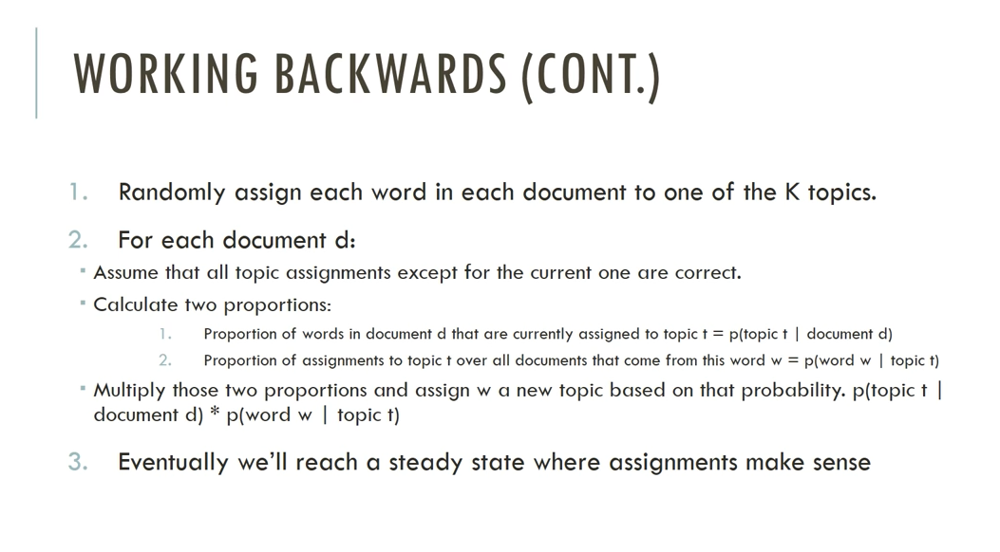 WORKING BACKWARDS (CONT.)
1. Randomly assign each word in each document to one of the K topics.
2. For each document d:
▪ Assume that all topic assignments except for the current one are correct.
▪ Calculate two proportions:
1. Proportion of words in document d that are currently assigned to topic t = p(topic t | document d)
2. Proportion of assignments to topic t over all documents that come from this word w = p(word w | topic t)
▪ Multiply those two proportions and assign w a new topic based on that probability. p(topic t |
document d) * p(word w | topic t)
3. Eventually we’ll reach a steady state where assignments make sense